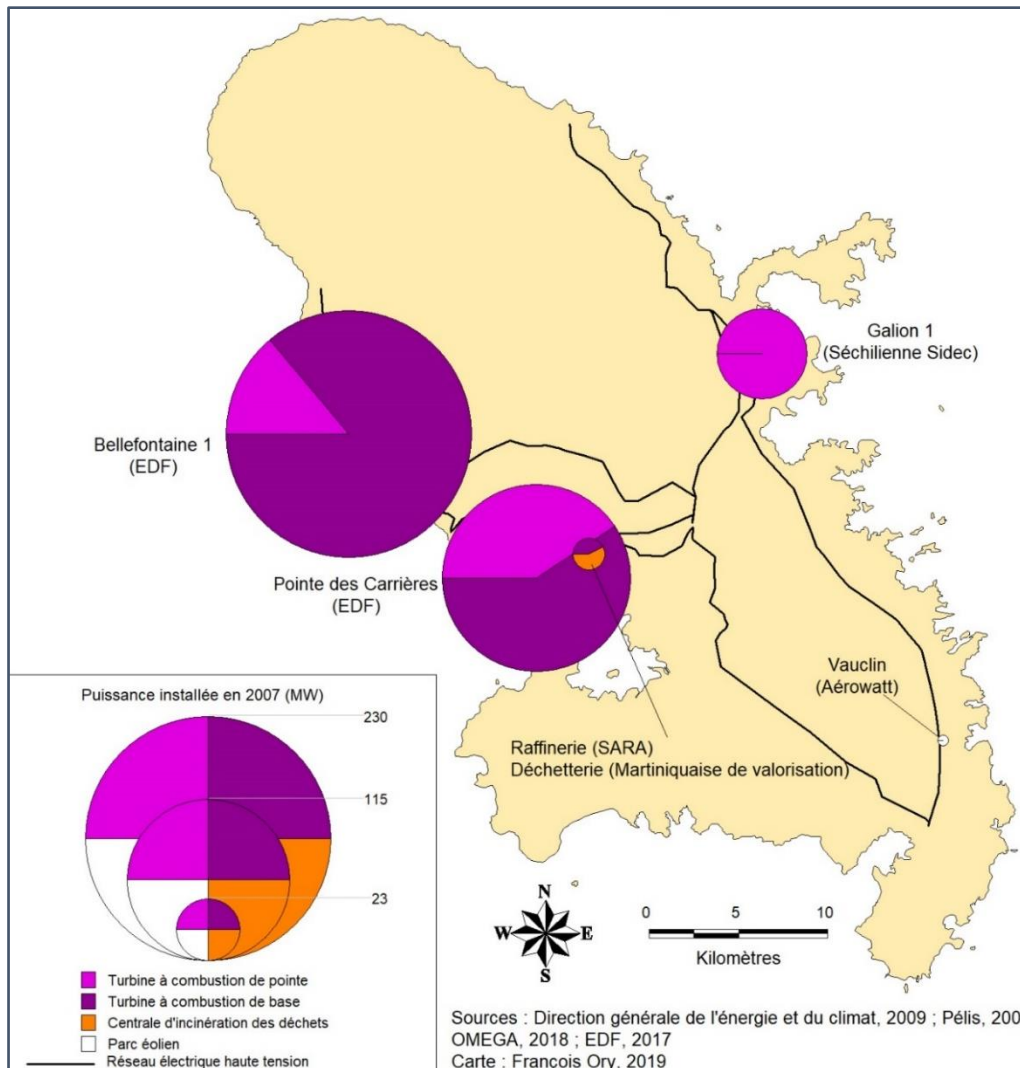 Galion 1
(Séchilienne Sidec)
Bellefontaine 1
(EDF)
Pointe des Carrières
(EDF)
Vauclin
(Aérowatt)
Raffinerie (SARA)
Déchetterie (Martiniquaise de valorisation)
Puissance installée en 2007 (MW)
230
115
23
Turbine à combustion de pointe
Turbine à combustion de base
Centrale d'incinération des déchets
Parc éolien
Réseau électrique haute tension
N
W E
S
0 5 10
Kilomètres
Sources : Direction générale de l'énergie et du climat, 2009 ; Pélis, 200
OMEGA, 2018 ; EDF, 2017
Carte : François Ory, 2019